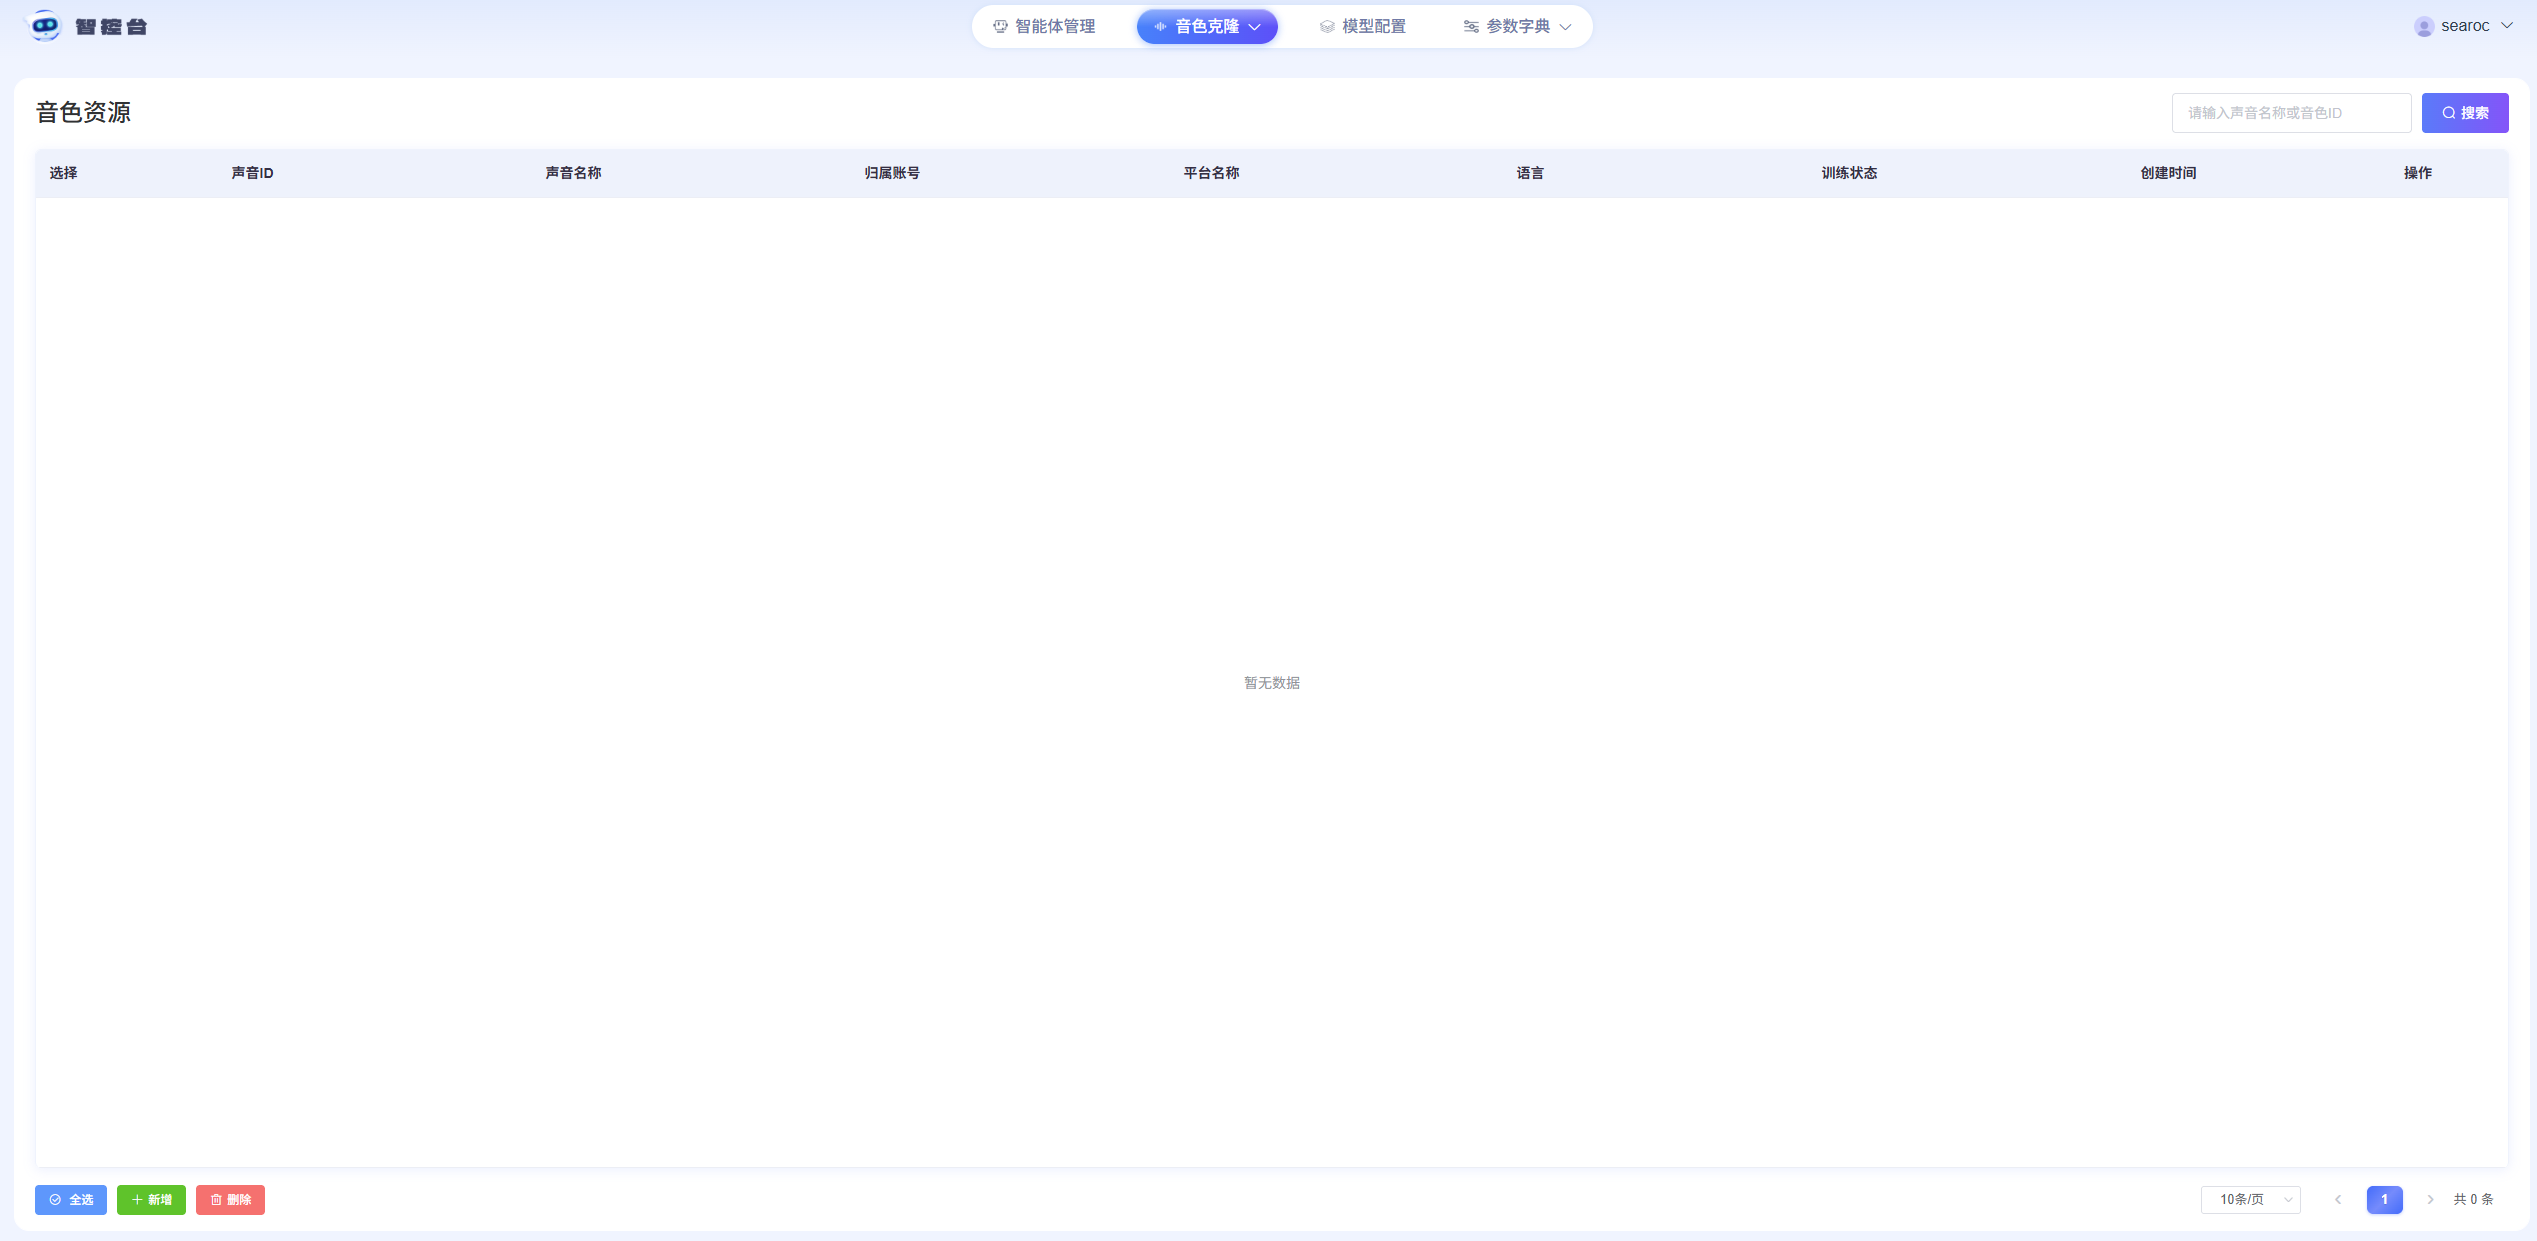 智控台
智能体管理
音色克隆
模型配置
参数字典
searoc
音色资源
请输入声音名称或音色ID
搜索
选择 声音ID 声音名称 归属账号 平台名称 语言 训练状态 创建时间 操作
暂无数据
全选
新增
删除
10条/页
1
共 0 条